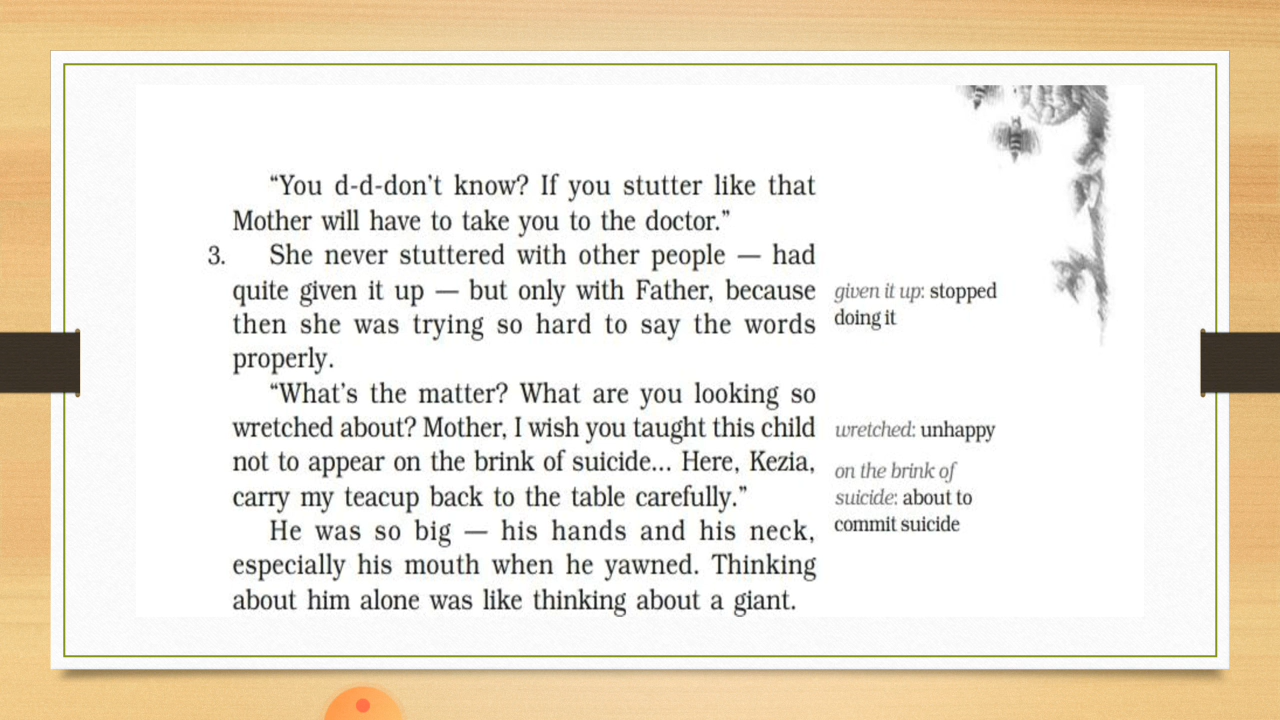 “You d-d-don’t know? If you stutter like that
Mother will have to take you to the doctor.”
3. She never stuttered with other people — had
quite given it up — but only with Father, because
then she was trying so hard to say the words
properly.
given it up: stopped
doing it
“What’s the matter? What are you looking so
wretched about? Mother, I wish you taught this child
not to appear on the brink of suicide... Here, Kezia,
carry my teacup back to the table carefully.”
wretched: unhappy
on the brink of
suicide: about to
commit suicide
He was so big — his hands and his neck,
especially his mouth when he yawned. Thinking
about him alone was like thinking about a giant.